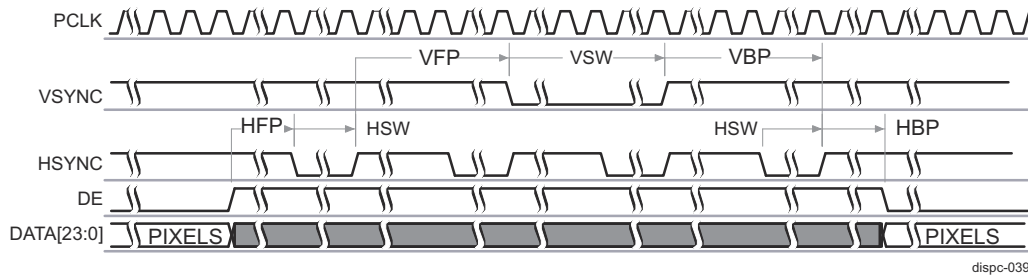 PCLK
VFP VSW VBP
VSYNC
HFP HSW HSW HBP
HSYNC
DE
DATA[23:0] PIXELS PIXELS
dispc-039